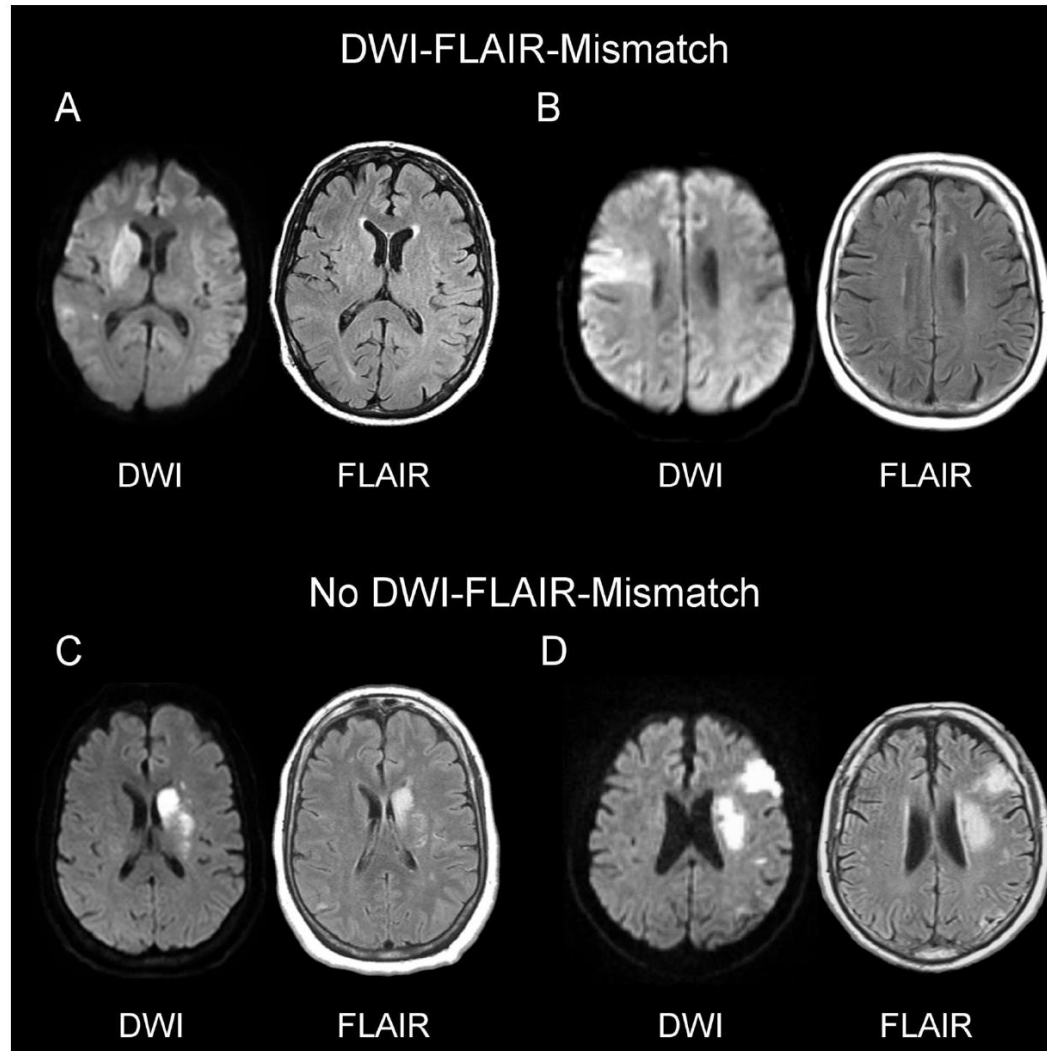 DWI-FLAIR-Mismatch
A
B
DWI
FLAIR
DWI
FLAIR
No DWI-FLAIR-Mismatch
C
D
DWI
FLAIR
DWI
FLAIR